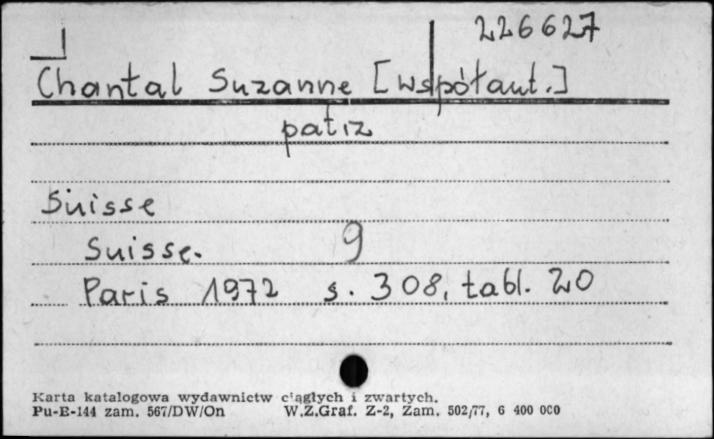 226627
Chantal Suzanne [współaut.]
patrz
Suisse
Suisse. 9
Paris 1972 s. 308, tabl. 20
Karta katalogowa wydawnictw ciągłych i zwartych.
Pu-B-144 zam. 567/DW/On W.Z.Graf. Z-2, Zam. 502/77, 6 400 000